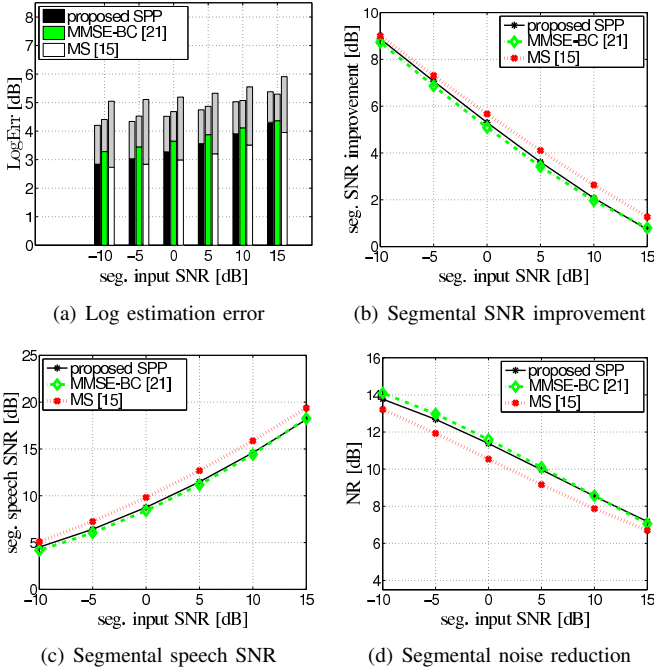 proposed SPP
MMSE-BC [21]
MS [15]
LogErr [dB]
8
7
6
5
4
3
2
1
0
−10 −5 0 5 10 15
seg. input SNR [dB]
(a) Log estimation error
proposed SPP
MMSE-BC [21]
MS [15]
seg. SNR improvement [dB]
10
8
6
4
2
0
−10 −5 0 5 10 15
seg. input SNR [dB]
(b) Segmental SNR improvement
proposed SPP
MMSE-BC [21]
MS [15]
seg. speech SNR [dB]
25
20
15
10
5
0
−10 −5 0 5 10 15
seg. input SNR [dB]
(c) Segmental speech SNR
proposed SPP
MMSE-BC [21]
MS [15]
NR [dB]
16
14
12
10
8
6
4
−10 −5 0 5 10 15
seg. input SNR [dB]
(d) Segmental noise reduction